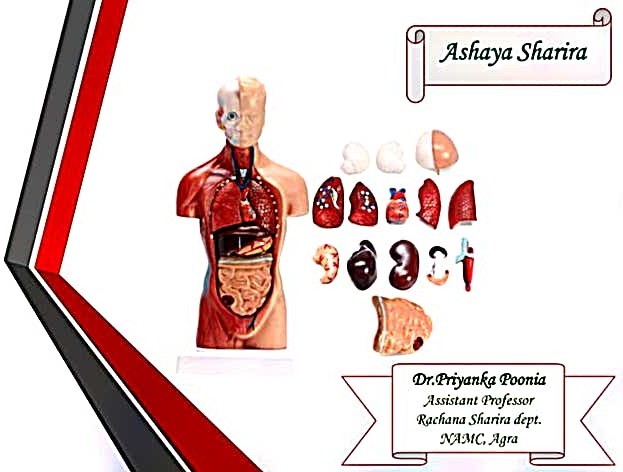 Ashaya Sharira
Dr.Priyanka Poonia
Assistant Professor
Rachana Sharira dept.
NAMC, Agra